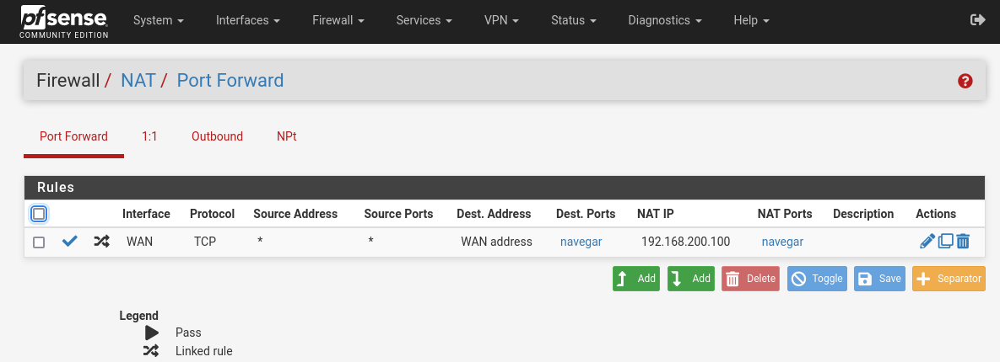 pfsense System Interfaces Firewall Services VPN Status Diagnostics Help
COMMUNITY EDITION
Firewall / NAT / Port Forward
Port Forward 1:1 Outbound NPt
Rules
Interface Protocol Source Address Source Ports Dest. Address Dest. Ports NAT IP NAT Ports Description Actions
WAN TCP * * WAN address navegar 192.168.200.100 navegar
Add Add Delete Toggle Save Separator
Legend
Pass
Linked rule